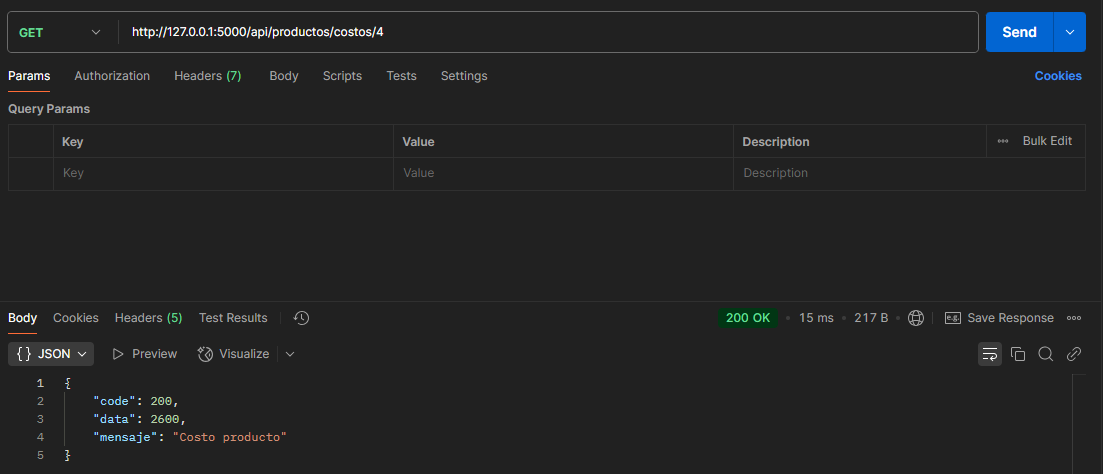 GET http://127.0.0.1:5000/api/productos/costos/4 Send
Params Authorization Headers (7) Body Scripts Tests Settings Cookies
Query Params
Key Value Description Bulk Edit
Key Value Description
Body Cookies Headers (5) Test Results 200 OK • 15 ms • 217 B • e.g. Save Response
{} JSON Preview Visualize
1 {
2 "code": 200,
3 "data": 2600,
4 "mensaje": "Costo producto"
5 }